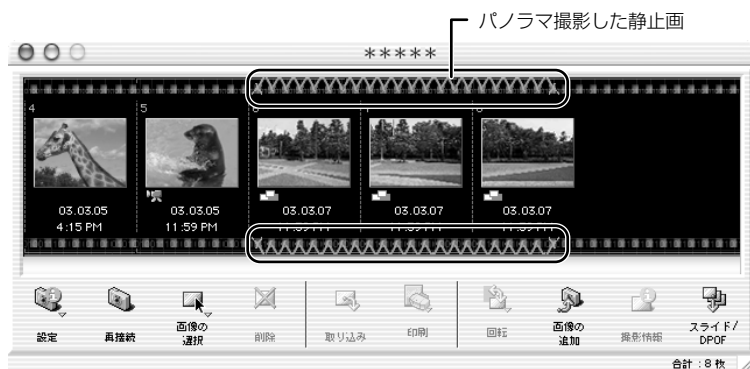 パノラマ撮影した静止画
*****
4
5
03.03.05
03.03.05
03.03.07
03.03.07
03.03.07
4:15 PM
11:59 PM
設定
再接続
画像の
選択
削除
取り込み
印刷
回転
画像の
追加
撮影情報
スライド/
DPOF
合計：8 枚